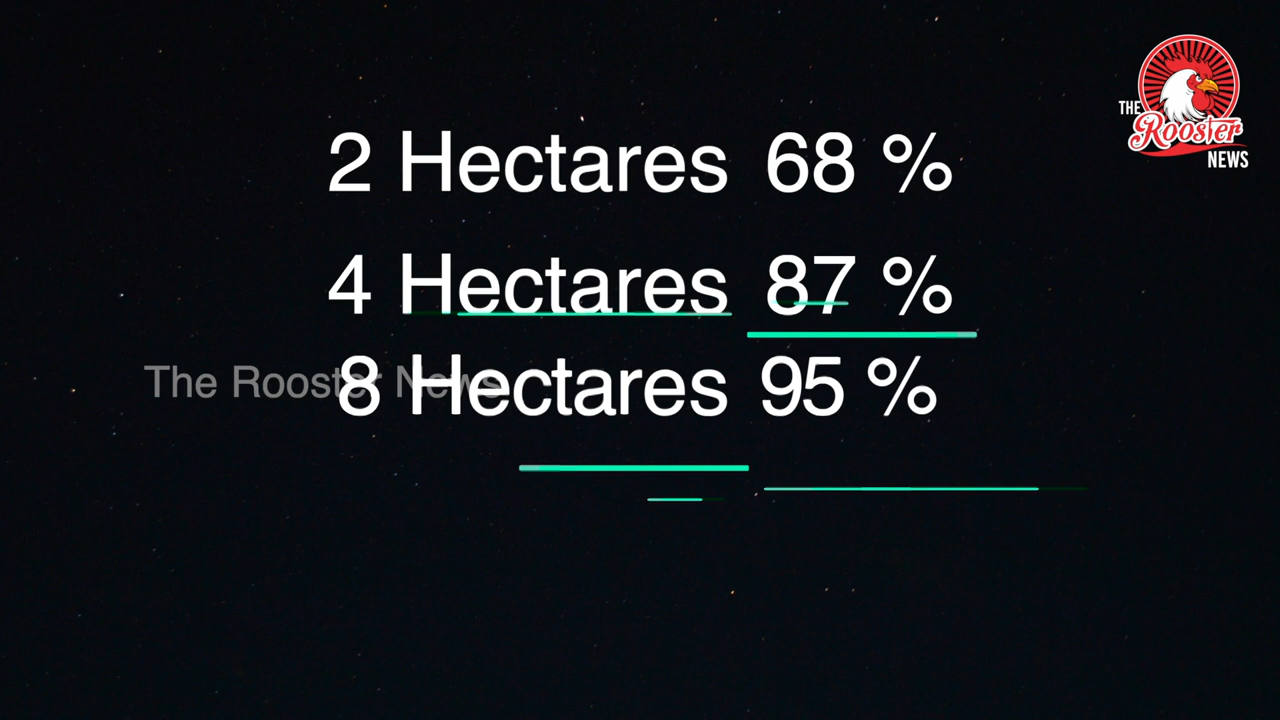 THE
Rooster
NEWS
2 Hectares 68 %
4 Hectares 87 %
The Rooster News
8 Hectares 95 %